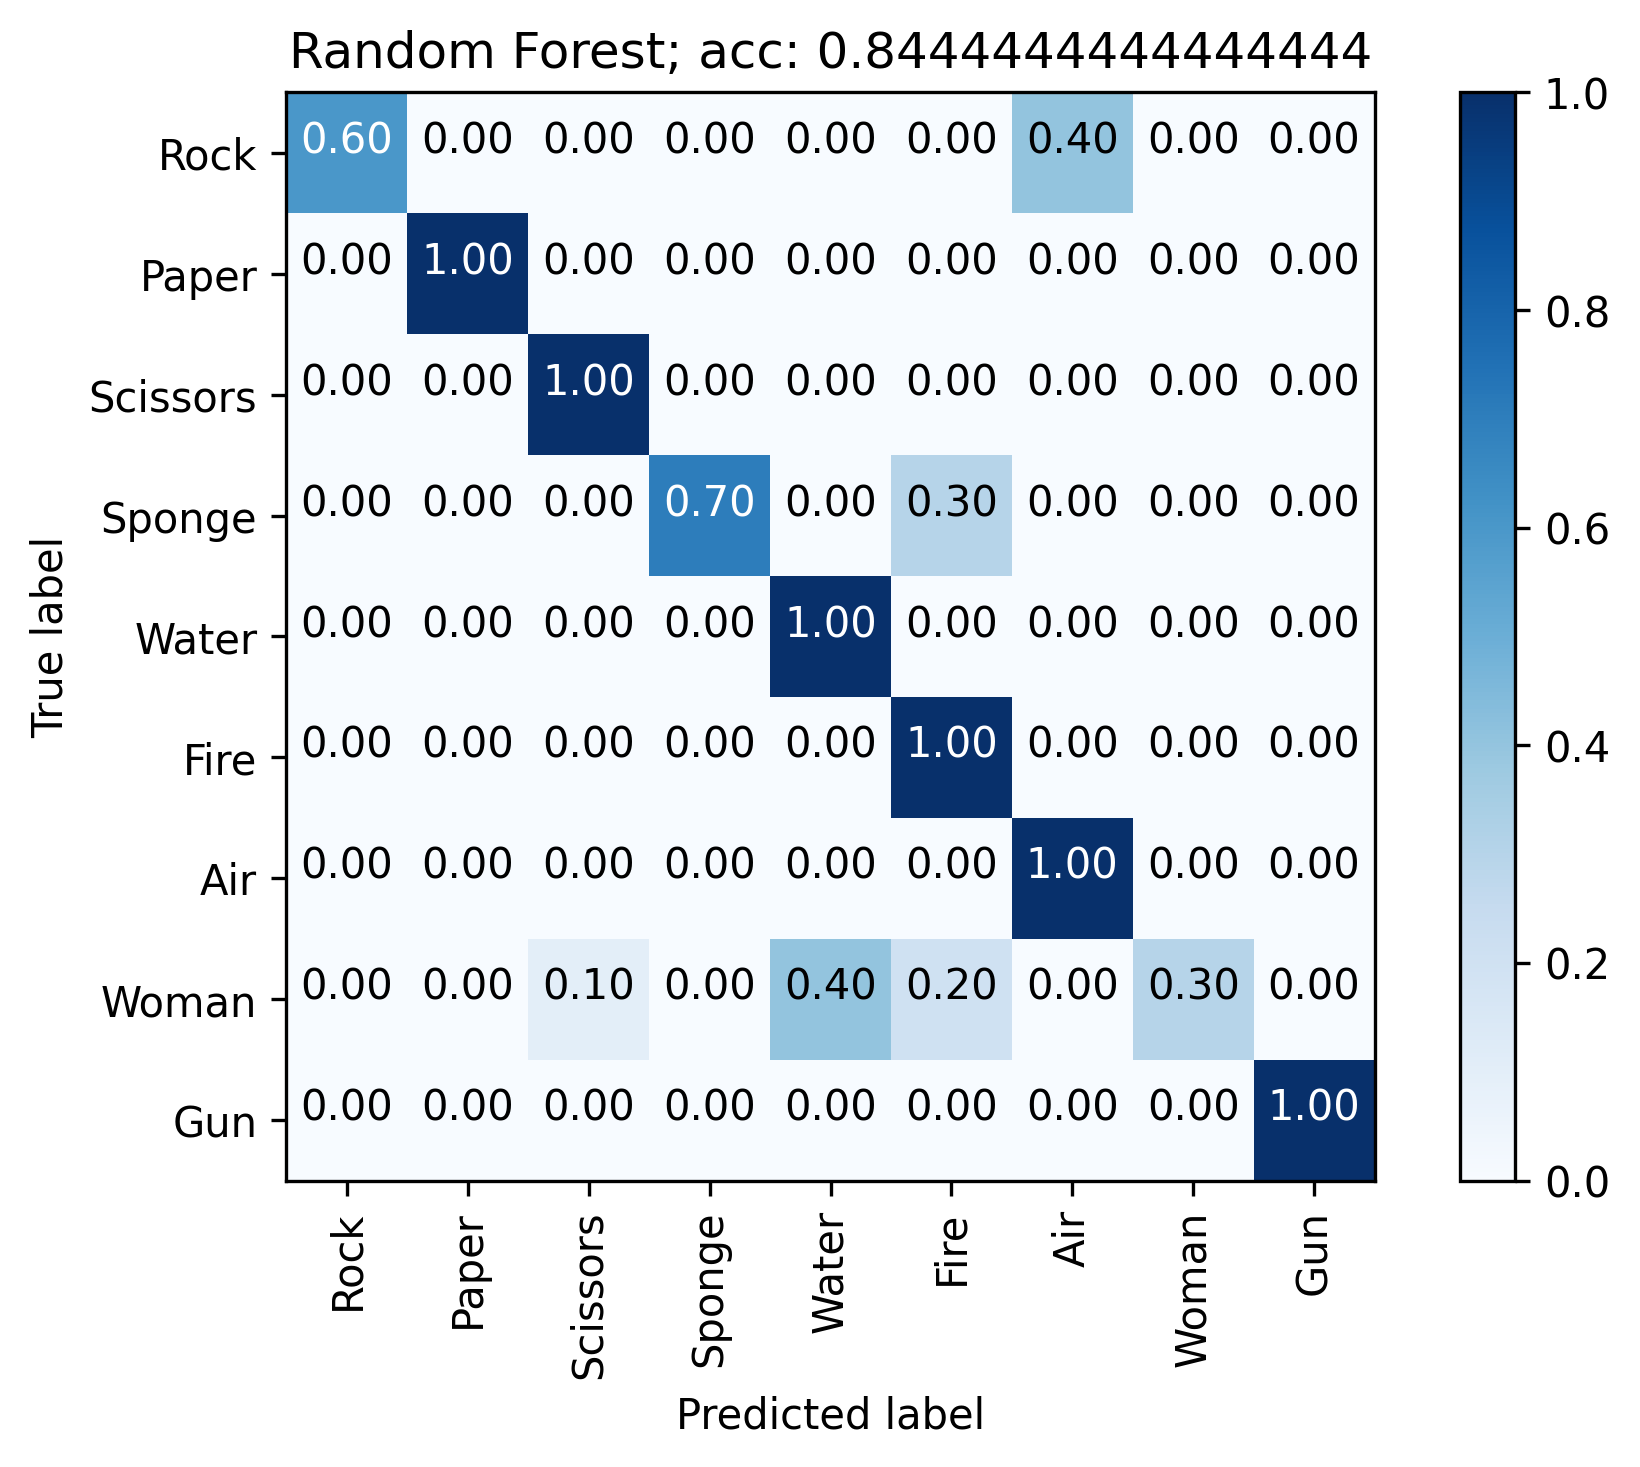 Random Forest; acc: 0.8444444444444444
Rock 0.60 0.00 0.00 0.00 0.00 0.00 0.40 0.00 0.00
Paper 0.00 1.00 0.00 0.00 0.00 0.00 0.00 0.00 0.00
Scissors 0.00 0.00 1.00 0.00 0.00 0.00 0.00 0.00 0.00
Sponge 0.00 0.00 0.00 0.70 0.00 0.30 0.00 0.00 0.00
Water 0.00 0.00 0.00 0.00 1.00 0.00 0.00 0.00 0.00
Fire 0.00 0.00 0.00 0.00 0.00 1.00 0.00 0.00 0.00
Air 0.00 0.00 0.00 0.00 0.00 0.00 1.00 0.00 0.00
Woman 0.00 0.00 0.10 0.00 0.40 0.20 0.00 0.30 0.00
Gun 0.00 0.00 0.00 0.00 0.00 0.00 0.00 0.00 1.00
True label
Rock Paper Scissors Sponge Water Fire Air Woman Gun
Predicted label
1.0
0.8
0.6
0.4
0.2
0.0